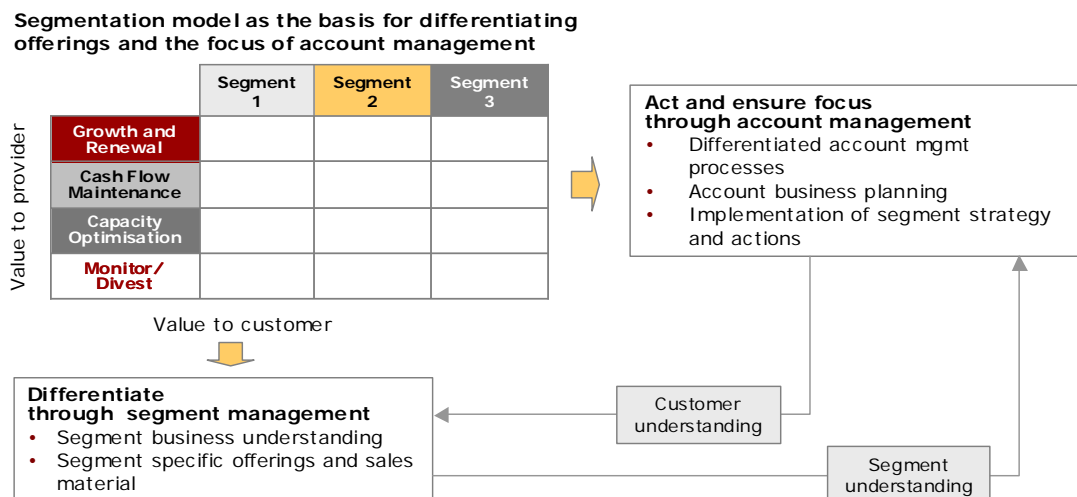 Segmentation model as the basis for differentiating
offerings and the focus of account management
Segment
1
Segment
2
Segment
3
Value to provider
Growth and
Renewal
Cash Flow
Maintenance
Capacity
Optimisation
Monitor/
Divest
Value to customer
Act and ensure focus
through account management
• Differentiated account mgmt
processes
• Account business planning
• Implementation of segment strategy
and actions
Differentiate
through segment management
• Segment business understanding
• Segment specific offerings and sales
material
Customer
understanding
Segment
understanding